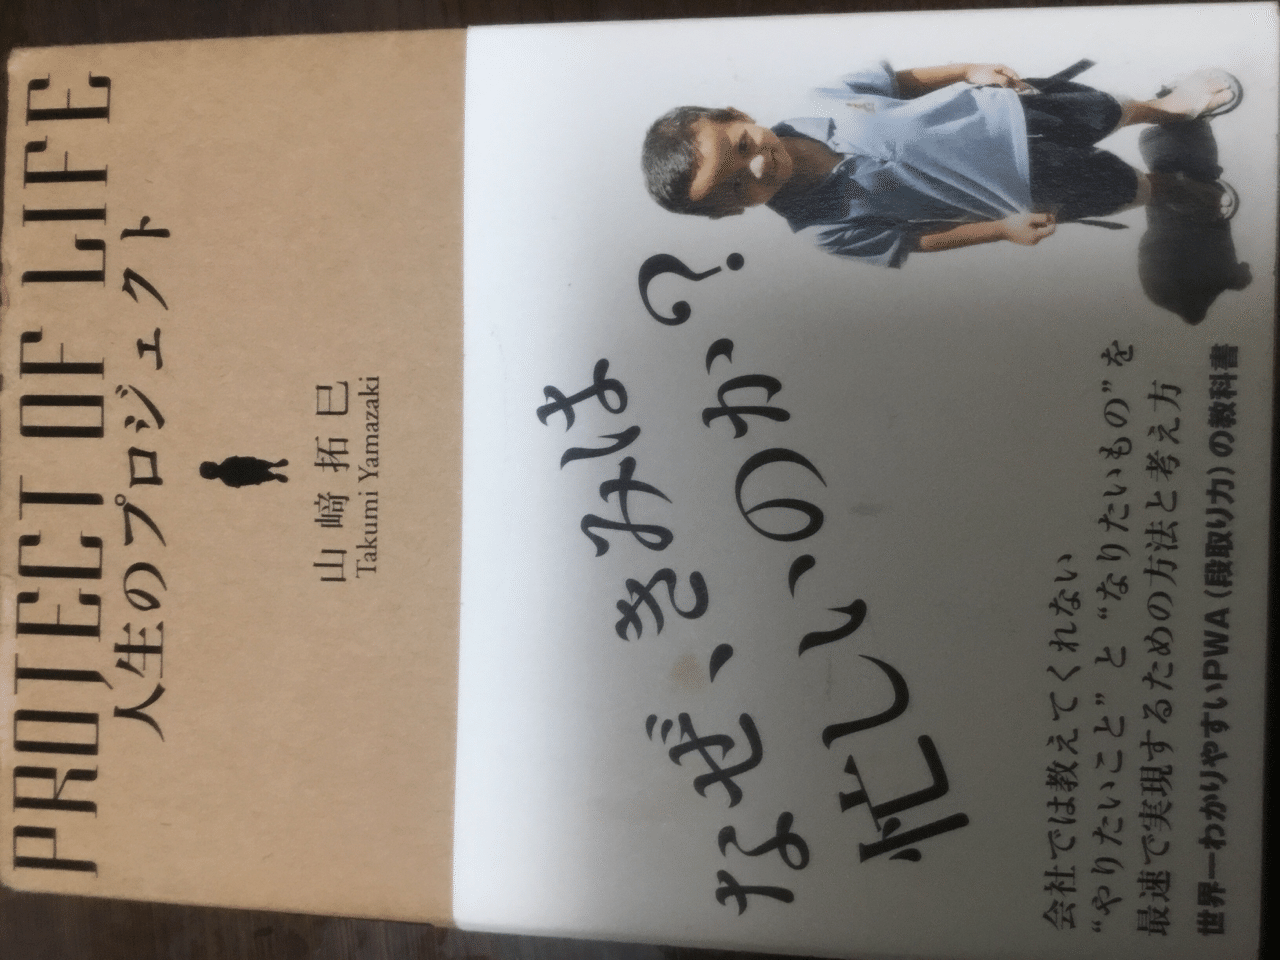 PROJECT OF LIFE
人生のプロジェクト
山﨑拓巳
Takumi Yamazaki
なぜ、きみは
忙しい、のか？
会社では教えてくれない
“やりたいこと”と“なりたいもの”を
最速で実現するための方法と考え方
世界一わかりやすいPWA(段取り力)の教科書